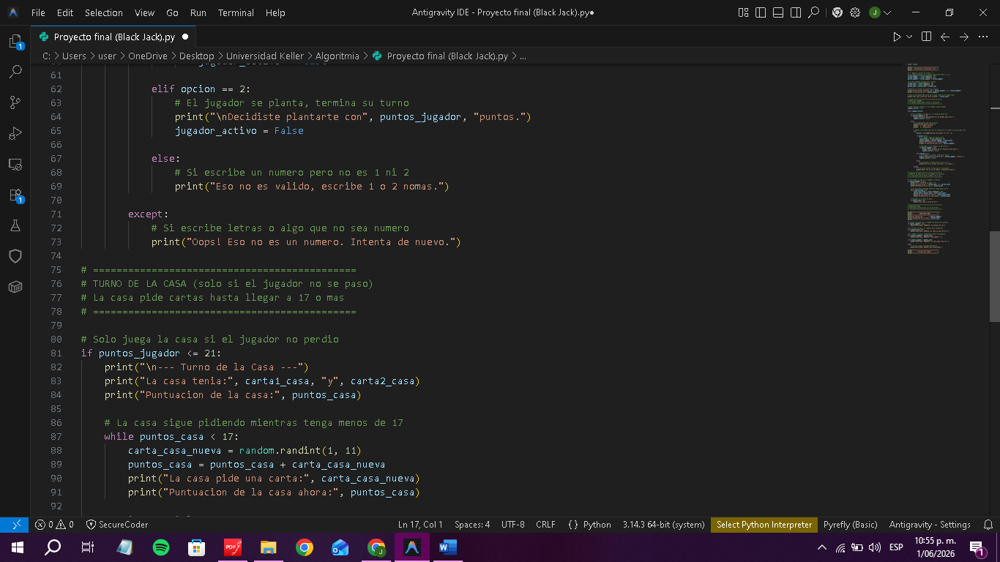 File Edit Selection View Go Run Terminal Help Antigravity IDE - Proyecto final (Black Jack).py● J
Proyecto final (Black Jack).py ●
C: > Users > user > OneDrive > Desktop > Universidad Keller > Algoritmia > Proyecto final (Black Jack).py > ...
61
62 elif opcion == 2:
63 # El jugador se planta, termina su turno
64 print("\nDecidiste plantarte con", puntos_jugador, "puntos.")
65 jugador_activo = False
66
67 else:
68 # Si escribe un numero pero no es 1 ni 2
69 print("Eso no es valido, escribe 1 o 2 nomas.")
70
71 except:
72 # Si escribe letras o algo que no sea numero
73 print("Oops! Eso no es un numero. Intenta de nuevo.")
74
75 # =============================================
76 # TURNO DE LA CASA (solo si el jugador no se paso)
77 # La casa pide cartas hasta llegar a 17 o mas
78 # =============================================
79
80 # Solo juega la casa si el jugador no perdio
81 if puntos_jugador <= 21:
82 print("\n--- Turno de la Casa ---")
83 print("La casa tenia:", carta1_casa, "y", carta2_casa)
84 print("Puntuacion de la casa:", puntos_casa)
85
86 # La casa sigue pidiendo mientras tenga menos de 17
87 while puntos_casa < 17:
88 carta_casa_nueva = random.randint(1, 11)
89 puntos_casa = puntos_casa + carta_casa_nueva
90 print("La casa pide una carta:", carta_casa_nueva)
91 print("Puntuacion de la casa ahora:", puntos_casa)
92
1
1
0 0 SecureCoder Ln 17, Col 1 Spaces: 4 UTF-8 CRLF {} Python 3.14.3 64-bit (system) Select Python Interpreter Pyrefly (Basic) Antigravity - Settings
PDF J W ESP 10:55 p. m.
1/06/2026 1